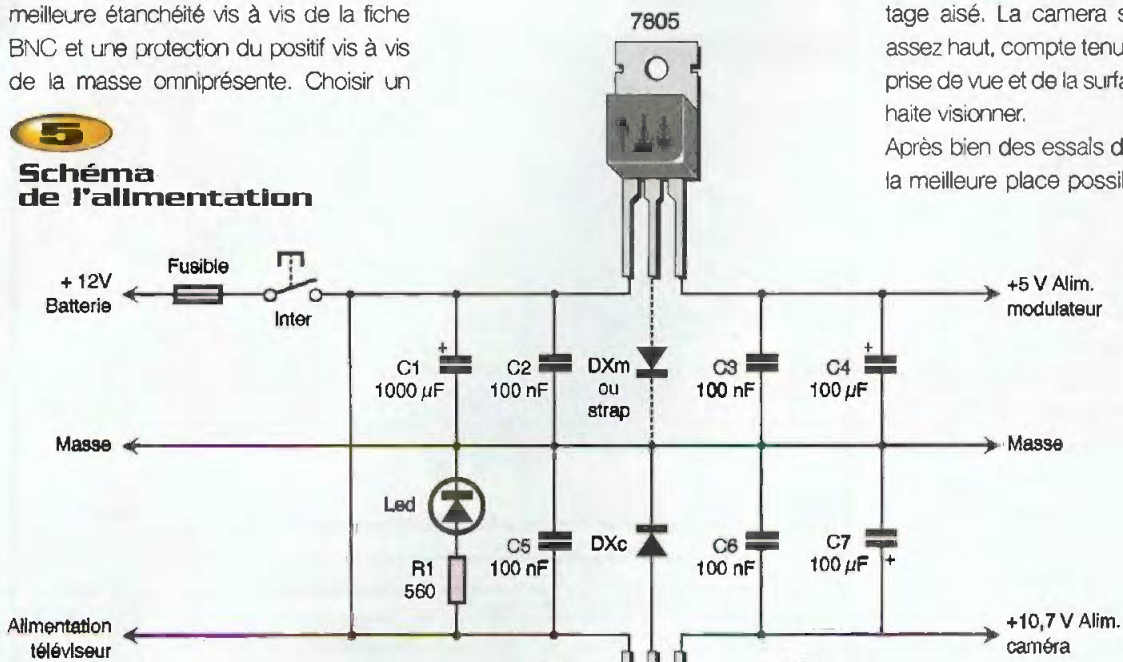 meilleure étanchéité vis à vis de la fiche
BNC et une protection du positif vis à vis
de la masse omniprésente. Choisir un
5
Schéma
de l'alimentation
7805
tage aisé. La camera s
assez haut, compte tenu
prise de vue et de la surfa
haite visionner.
Après bien des essais d
la meilleure place possi
+ 12V
Batterie
Fusible
Inter
+5 V Alim.
modulateur
C1
1000 µF
+
C2
100 nF
DXm
ou
strap
C3
100 nF
C4
100 µF
+
Masse
Masse
Led
R1
560
C5
100 nF
DXc
C6
100 nF
C7
100 µF
+
Alimentation
téléviseur
+10,7 V Alim.
caméra